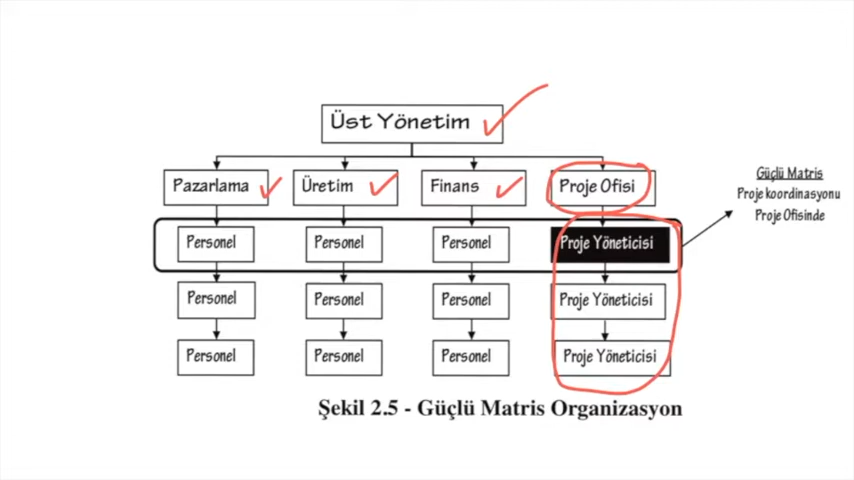 Üst Yönetim
Pazarlama Üretim Finans Proje Ofisi
Güçlü Matris
Proje koordinasyonu
Proje Ofisinde
Personel Personel Personel Proje Yöneticisi
Personel Personel Personel Proje Yöneticisi
Personel Personel Personel Proje Yöneticisi
Şekil 2.5 - Güçlü Matris Organizasyon